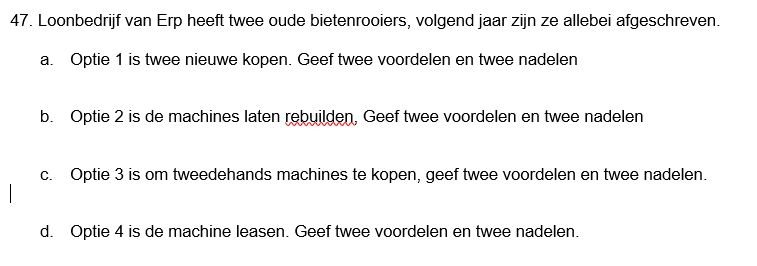 47. Loonbedrijf van Erp heeft twee oude bietenrooiers, volgend jaar zijn ze allebei afgeschreven.
a. Optie 1 is twee nieuwe kopen. Geef twee voordelen en twee nadelen
b. Optie 2 is de machines laten rebuilden. Geef twee voordelen en twee nadelen
c. Optie 3 is om tweedehands machines te kopen, geef twee voordelen en twee nadelen.
d. Optie 4 is de machine leasen. Geef twee voordelen en twee nadelen.